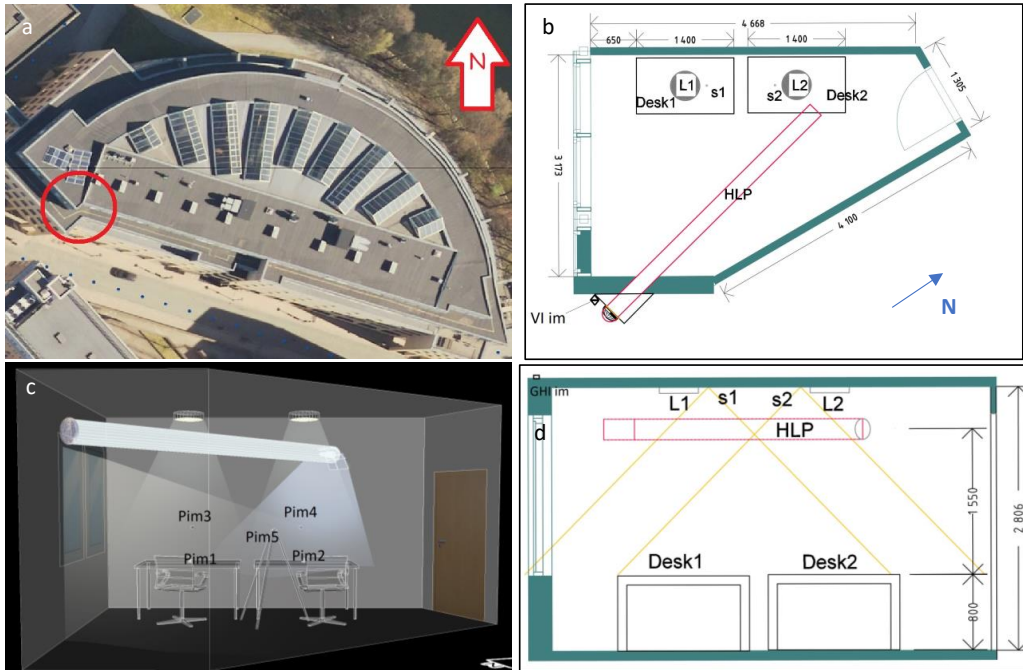 a
N
b
4 668
650
1 400
1 400
1 305
L1
s1
s2
L2
Desk1
Desk2
3 173
HLP
4 100
VI im
N
c
Pim3
Pim4
Pim5
Pim1
Pim2
GHI im
d
L1
s1
s2
L2
HLP
1 550
2 806
Desk1
Desk2
800